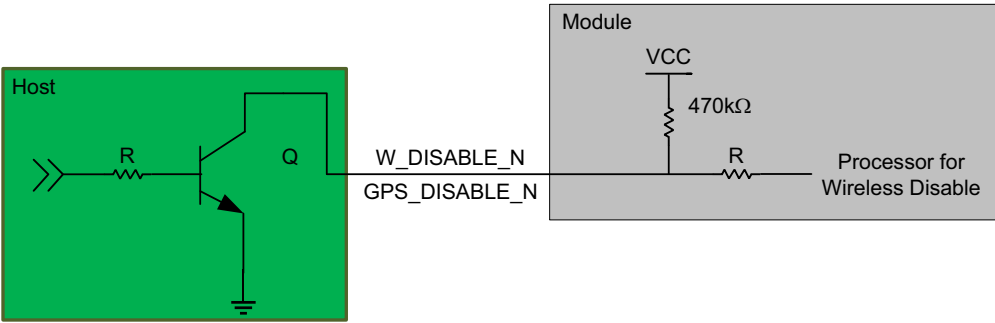 Module
VCC
470kΩ
Host
R
Q
W_DISABLE_N
GPS_DISABLE_N
R
Processor for
Wireless Disable